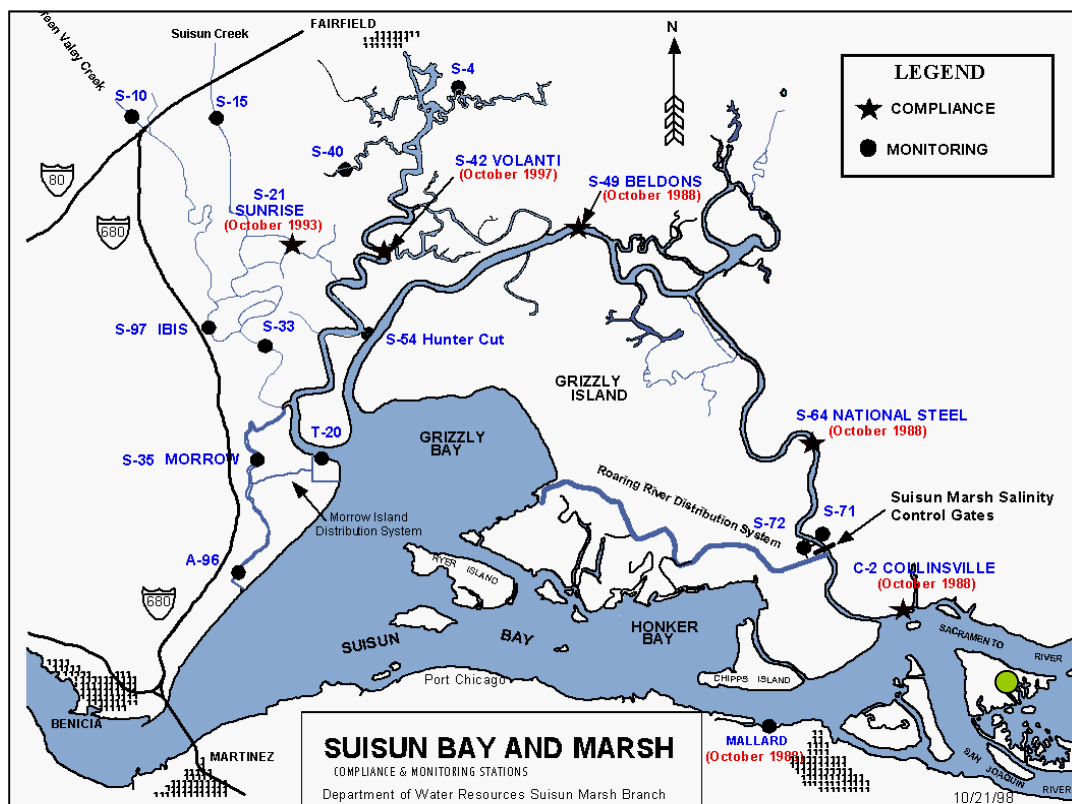 FAIRFIELD
Green Valey Creek
Suisun Creek
N
LEGEND
COMPLIANCE
MONITORING
S-10
S-15
S-4
S-40
S-42 VOLANTI
(October 1997)
S-49 BELDONS
(October 1988)
80
680
S-21
SUNRISE
(October 1993)
S-97 IBIS
S-33
S-54 Hunter Cut
GRIZZLY
ISLAND
S-64 NATIONAL STEEL
(October 1988)
T-20
GRIZZLY
BAY
S-35 MORROW
Roaring River Distribution System
Morrow Island
Distribution System
S-72
S-71
Suisun Marsh Salinity
Control Gates
A-96
C-2 COLLINSVILLE
(October 1988)
RYER ISLAND
680
SUISUN
BAY
HONKER
BAY
SACRAMENTO
RIVER
Port Chicago
CHIPPS ISLAND
BENICIA
MARTINEZ
MALLARD
(October 1988)
SAN JOAQUIN
RIVER
SUISUN BAY AND MARSH
COMPLIANCE & MONITORING STATIONS
Department of Water Resources Suisun Marsh Branch
10/21/98